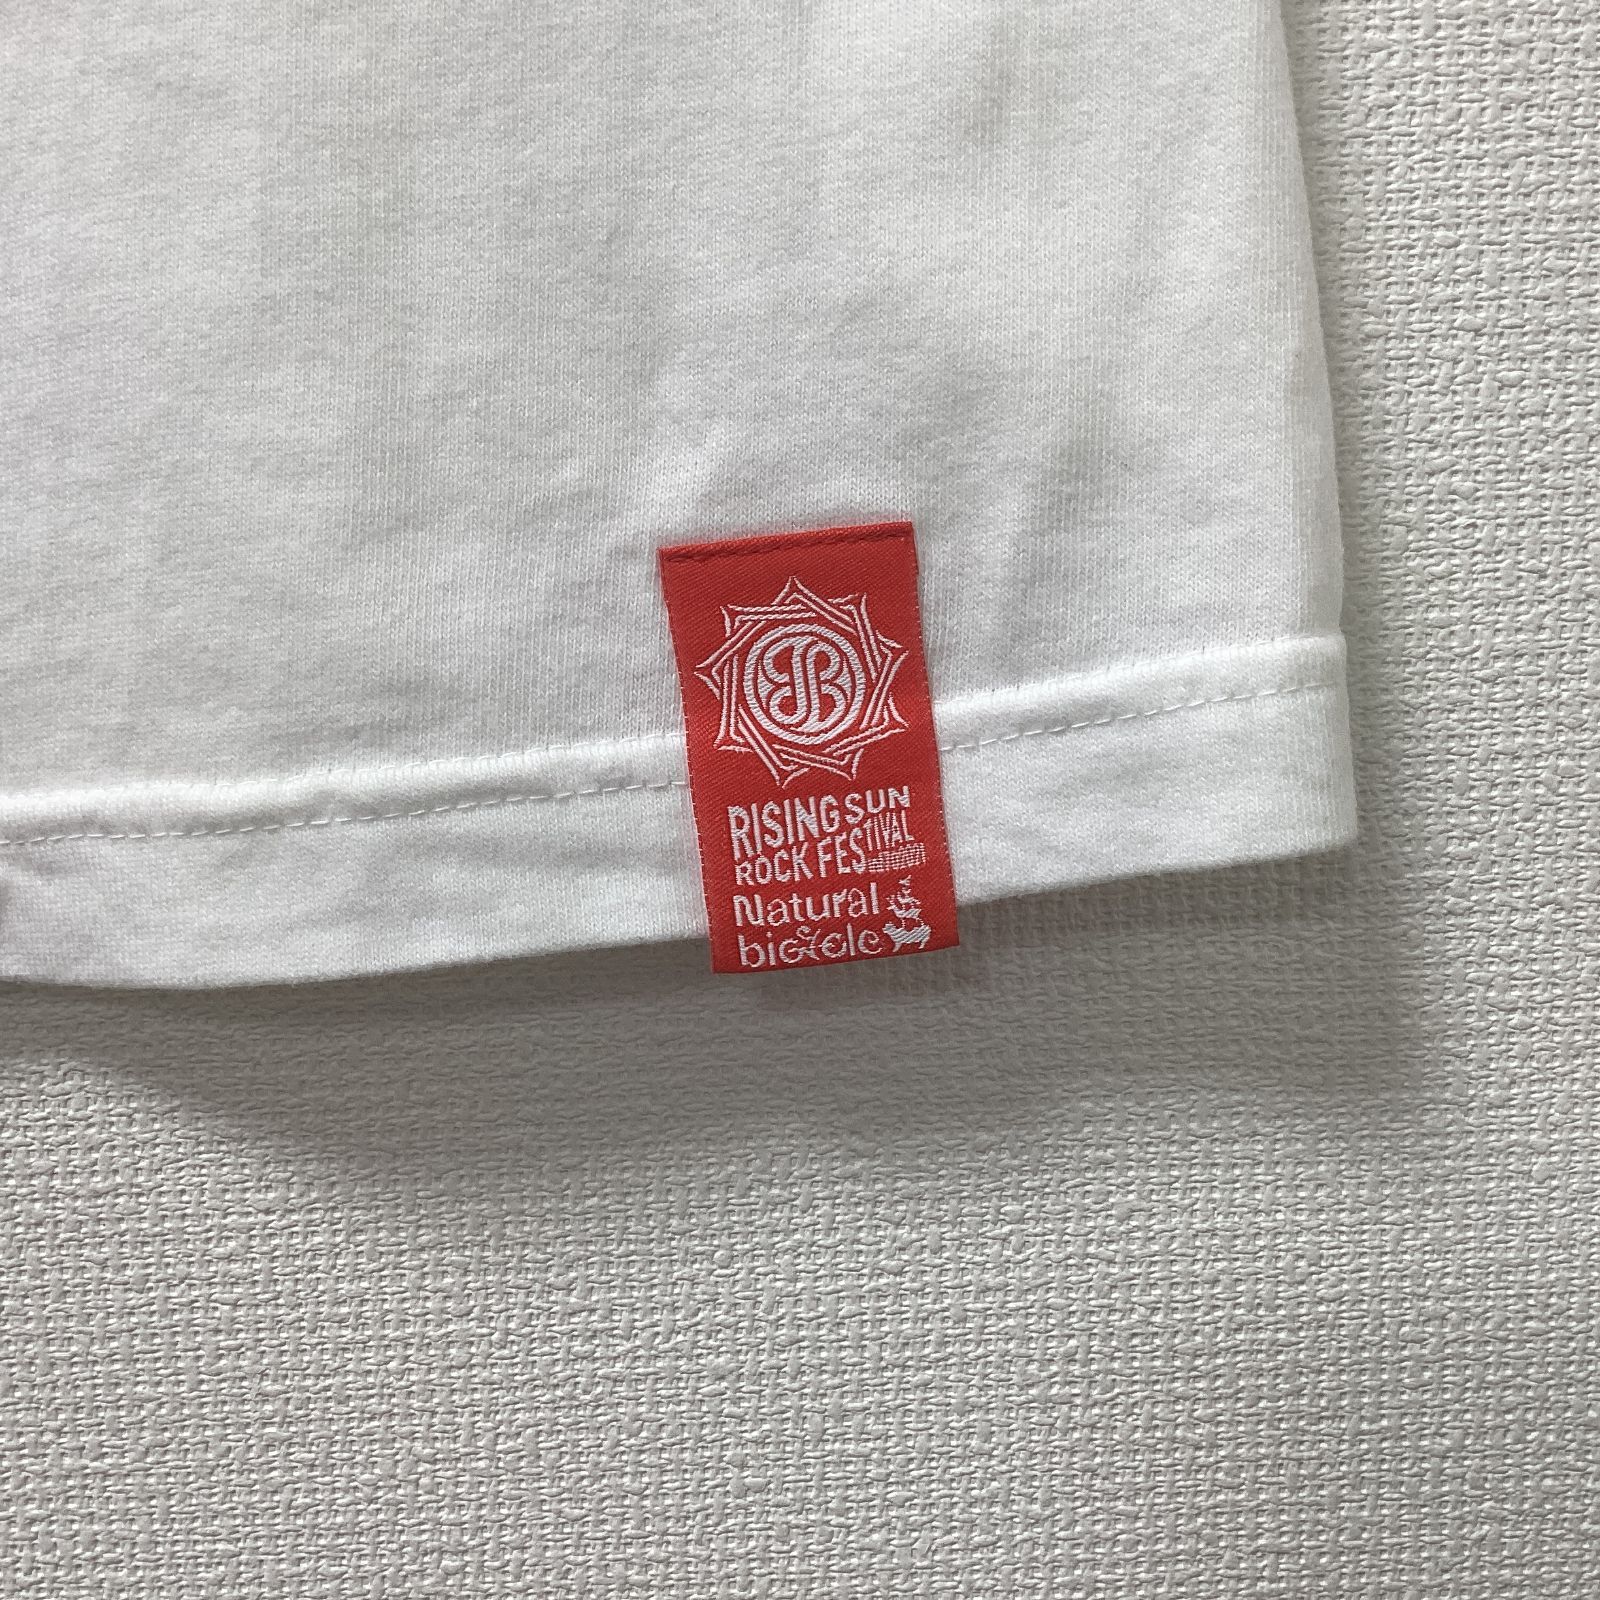 RISING SUN
ROCK FESTIVAL
Natural
bicycle